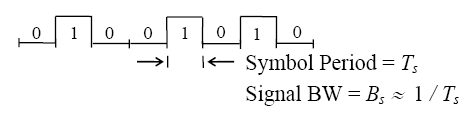 0 1 0 0 1 0 1 0
Symbol Period = Tₛ
Signal BW = Bₛ ≈ 1 / Tₛ